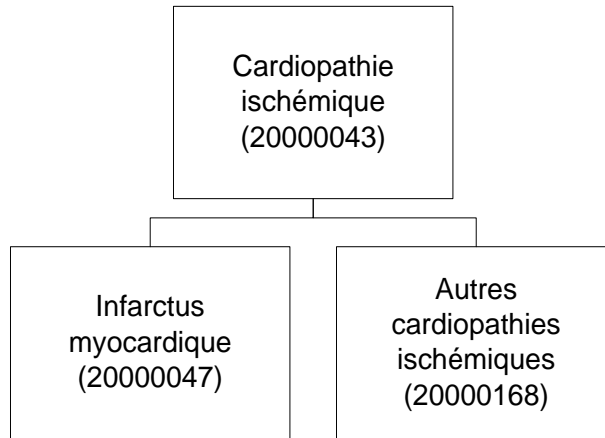 Cardiopathie
ischémique
(20000043)
Infarctus
myocardique
(20000047)
Autres
cardiopathies
ischémiques
(20000168)